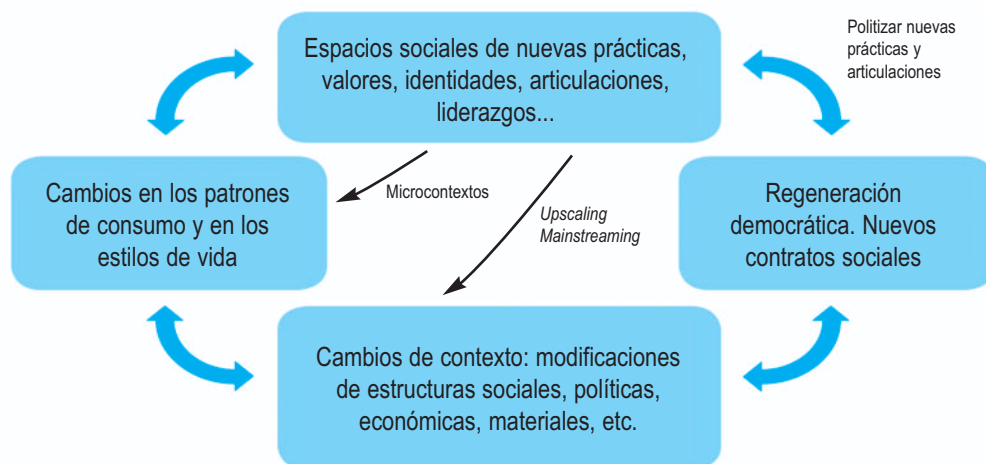 Espacios sociales de nuevas prácticas,
valores, identidades, articulaciones,
liderazgos...
Politizar nuevas
prácticas y
articulaciones
Cambios en los patrones
de consumo y en los
estilos de vida
Microcontextos
Upscaling
Mainstreaming
Regeneración
democrática. Nuevos
contratos sociales
Cambios de contexto: modificaciones
de estructuras sociales, políticas,
económicas, materiales, etc.